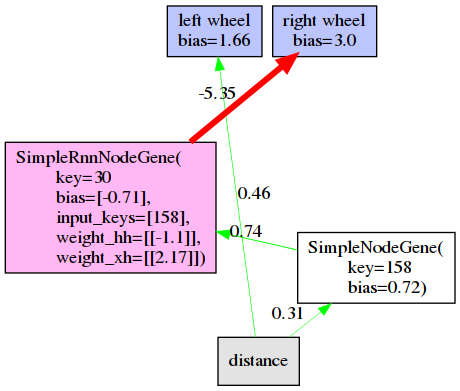 left wheel
bias=1.66
right wheel
bias=3.0
-5.35
SimpleRnnNodeGene(
key=30
bias=[-0.71],
input_keys=[158],
weight_hh=[[-1.1]],
weight_xh=[[2.17]])
0.46
0.74
SimpleNodeGene(
key=158
bias=0.72)
0.31
distance